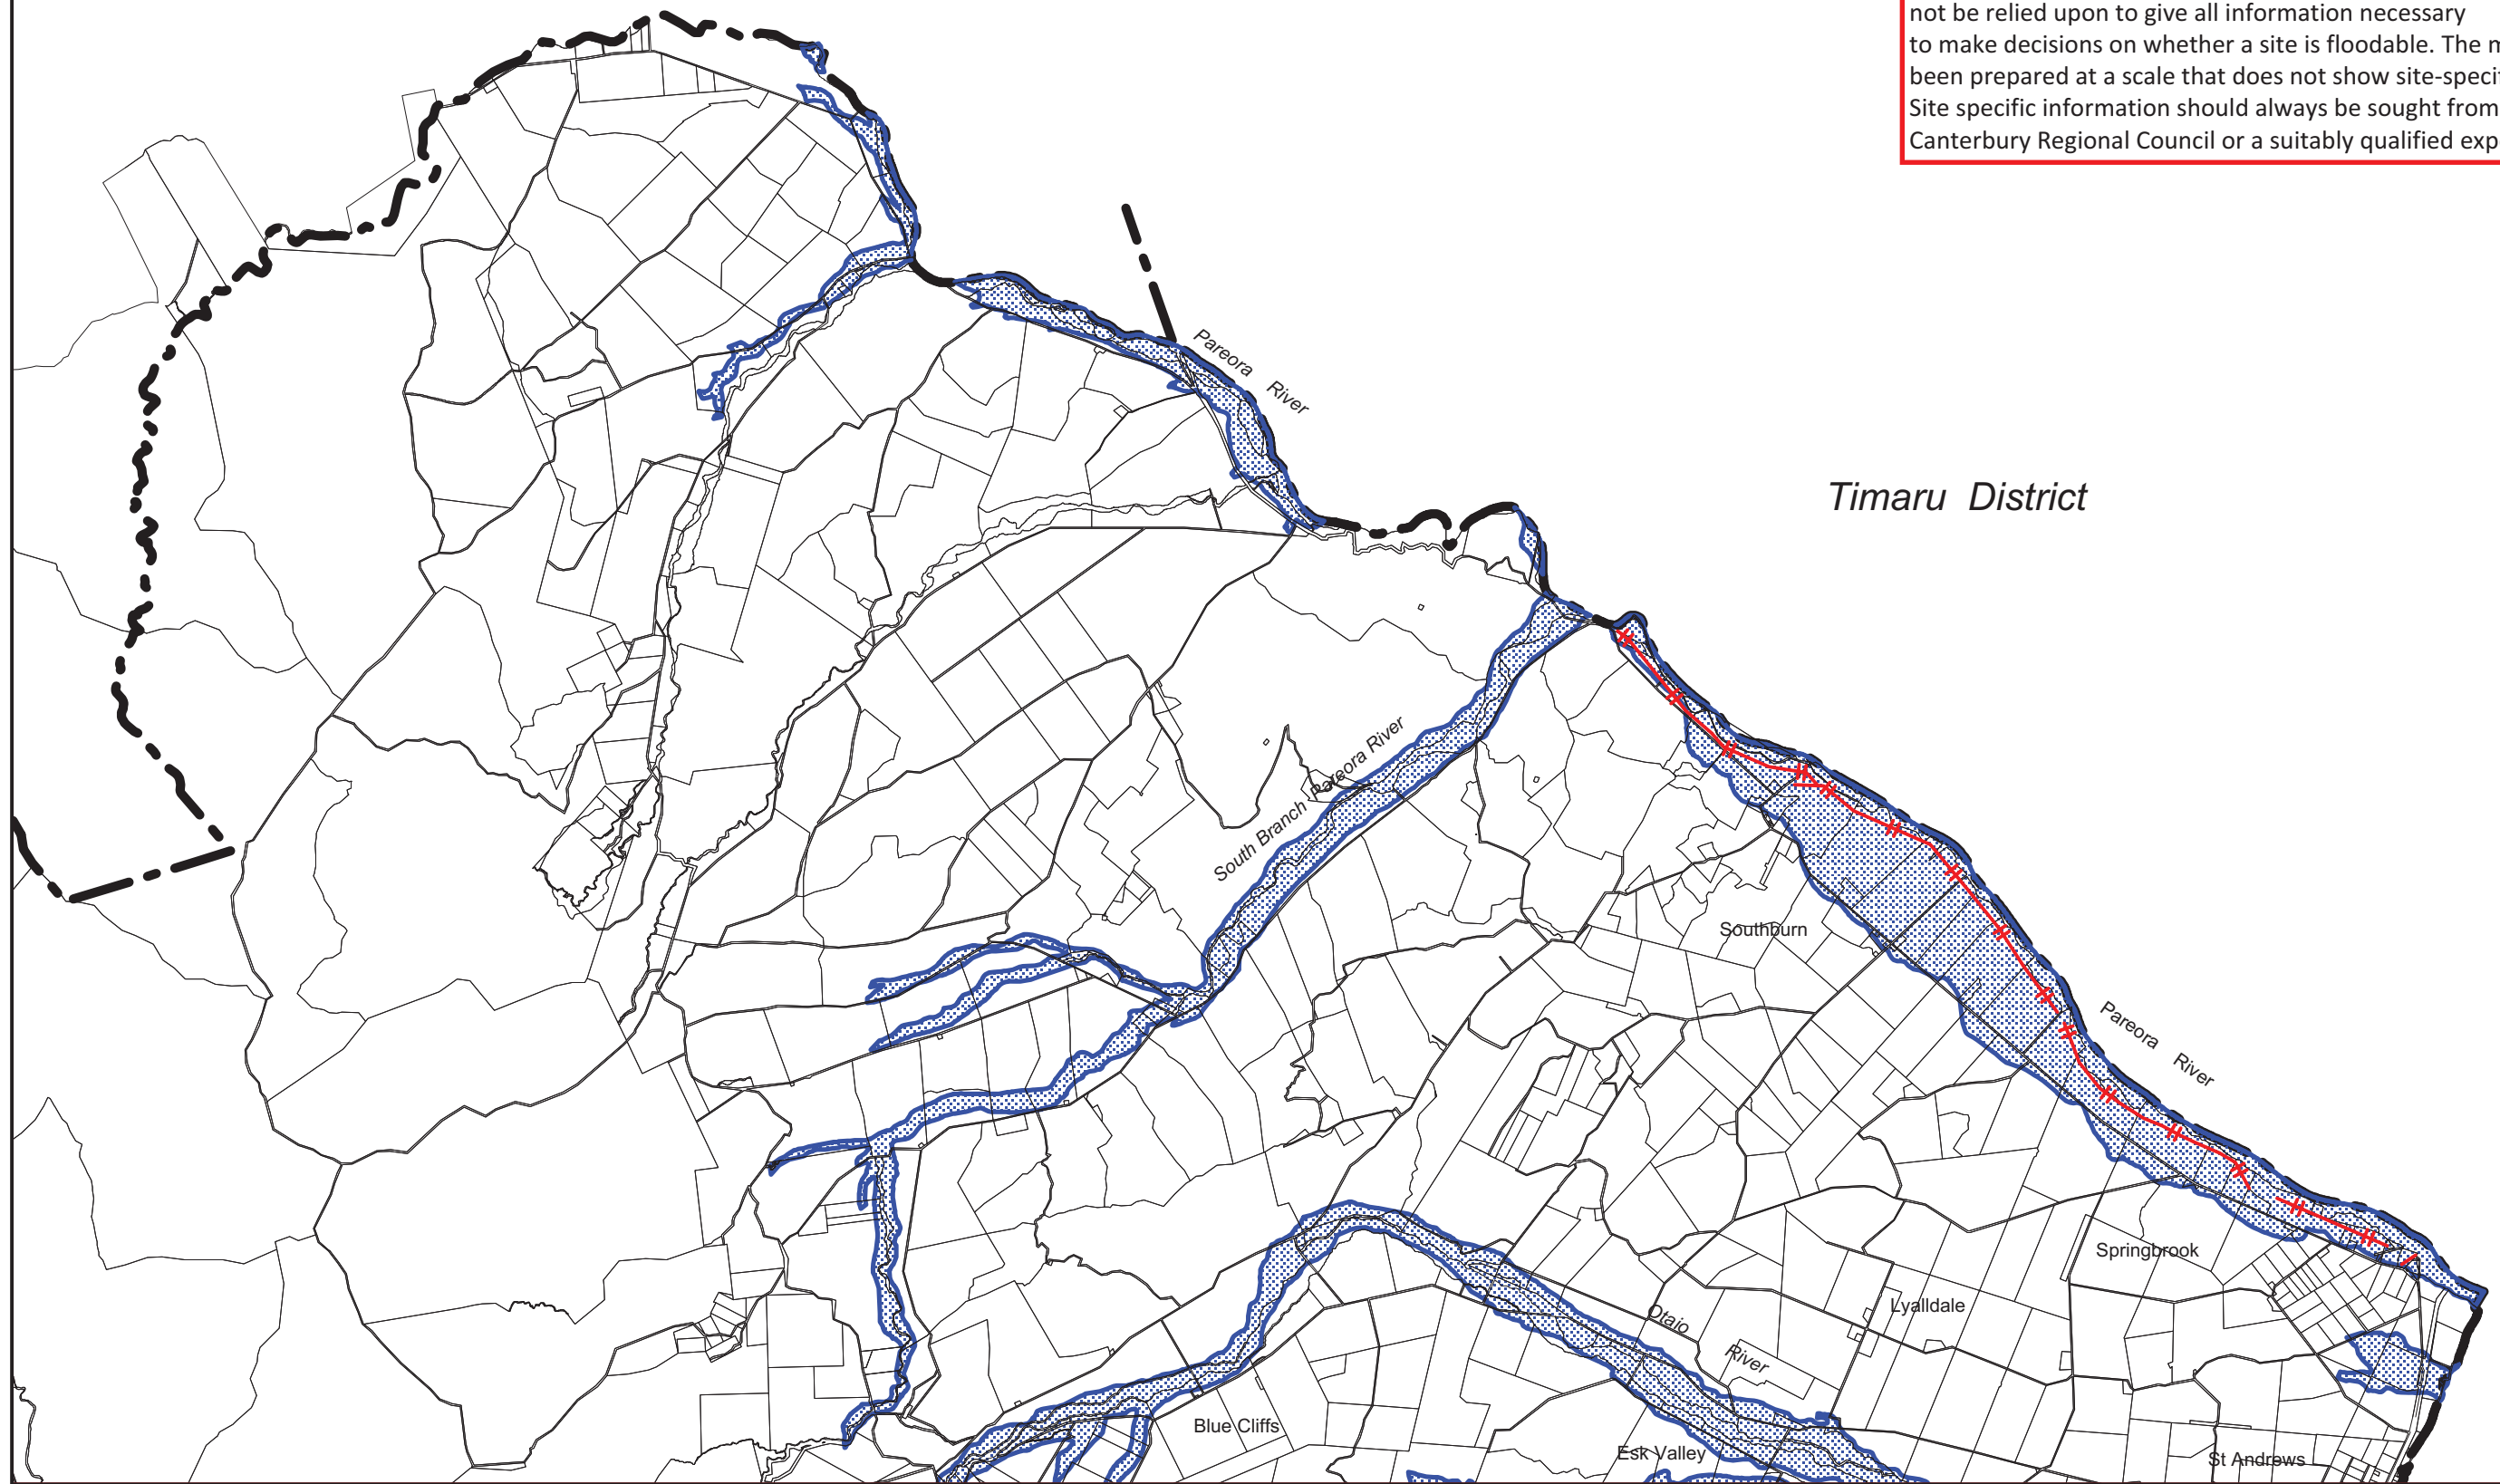 not be relied upon to give all information necessary
to make decisions on whether a site is floodable. The
been prepared at a scale that does not show
Site specific information should always be sought from
Canterbury Regional Council or a suitably qualified
Pareora River
Timaru District
South Branch Pareora River
Southburn
Pareora River
Springbrook
Lyalldale
Otaio River
Blue Cliffs
Esk Valley
St Andrews